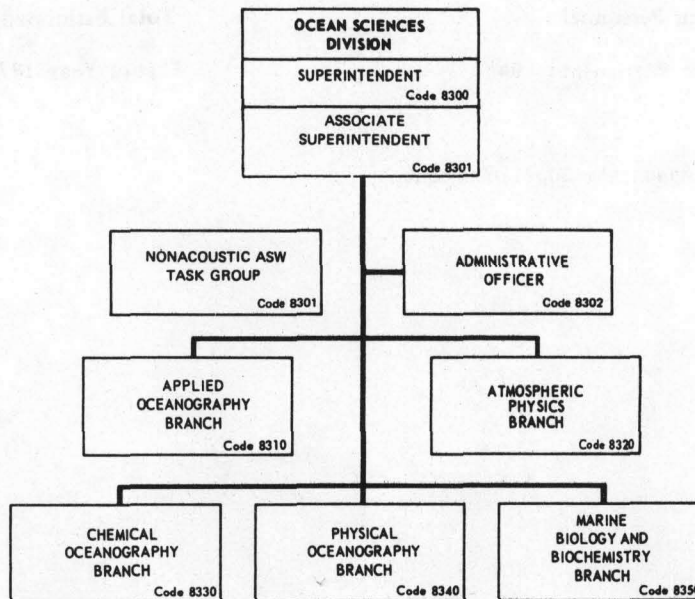 OCEAN SCIENCES
DIVISION
SUPERINTENDENT
Code 8300
ASSOCIATE
SUPERINTENDENT
Code 8301
NONACOUSTIC ASW
TASK GROUP
Code 8301
ADMINISTRATIVE
OFFICER
Code 8302
APPLIED
OCEANOGRAPHY
BRANCH
Code 8310
ATMOSPHERIC
PHYSICS
BRANCH
Code 8320
CHEMICAL
OCEANOGRAPHY
BRANCH
Code 8330
PHYSICAL
OCEANOGRAPHY
BRANCH
Code 8340
MARINE
BIOLOGY AND
BIOCHEMISTRY
BRANCH
Code 8350